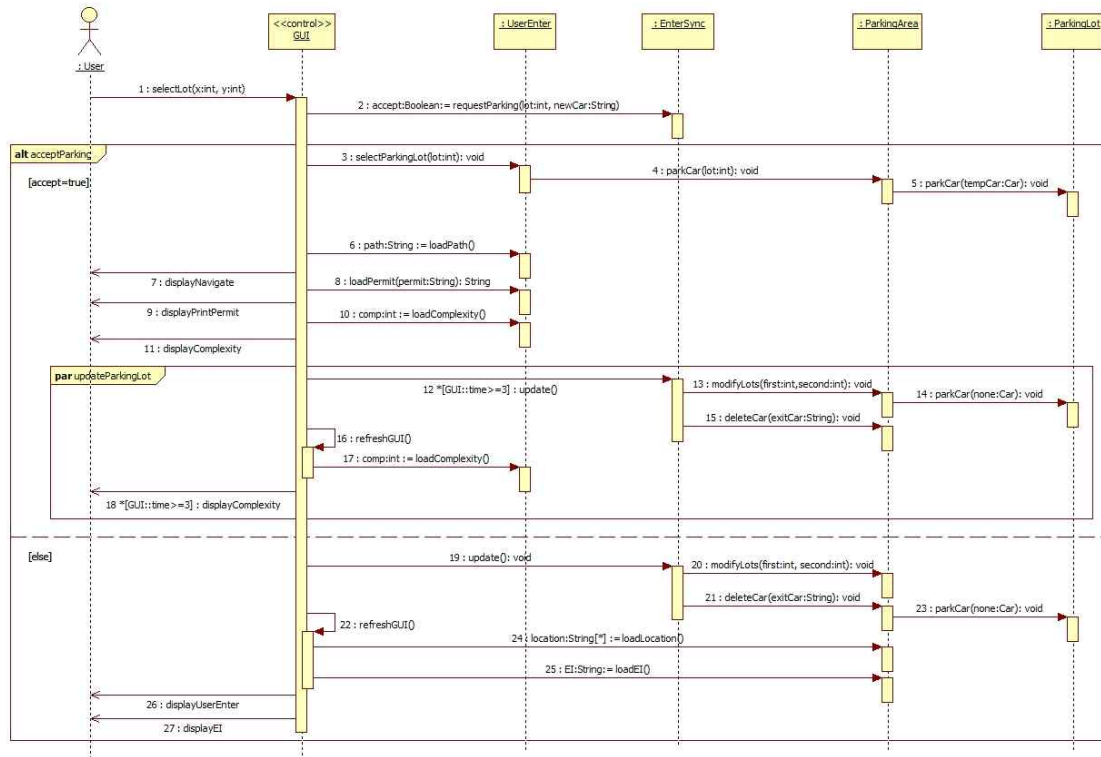 <<control>>
GUI
: UserEnter
: EnterSync
: ParkingArea
: ParkingLot
: User
1 : selectLot(x:int, y:int)
2 : accept:Boolean:= requestParking(lot:int, newCar:String)
alt acceptParking
3 : selectParkingLot(lot:int): void
4 : parkCar(lot:int): void
[accept=true]
5 : parkCar(tempCar:Car): void
6 : path:String := loadPath()
7 : displayNavigate
8 : loadPermit(permit:String): String
9 : displayPrintPermit
10 : comp:int := loadComplexity()
11 : displayComplexity
par updateParkingLot
12 *[GUI::time>=3] : update()
13 : modifyLots(first:int,second:int): void
14 : parkCar(none:Car): void
15 : deleteCar(exitCar:String): void
16 : refreshGUI()
17 : comp:int := loadComplexity()
18 *[GUI::time>=3] : displayComplexity
[else]
19 : update(): void
20 : modifyLots(first:int, second:int): void
21 : deleteCar(exitCar:String): void
23 : parkCar(none:Car): void
22 : refreshGUI()
24 : location:String[*] := loadLocation()
25 : EI:String:= loadEI()
26 : displayUserEnter
27 : displayEI